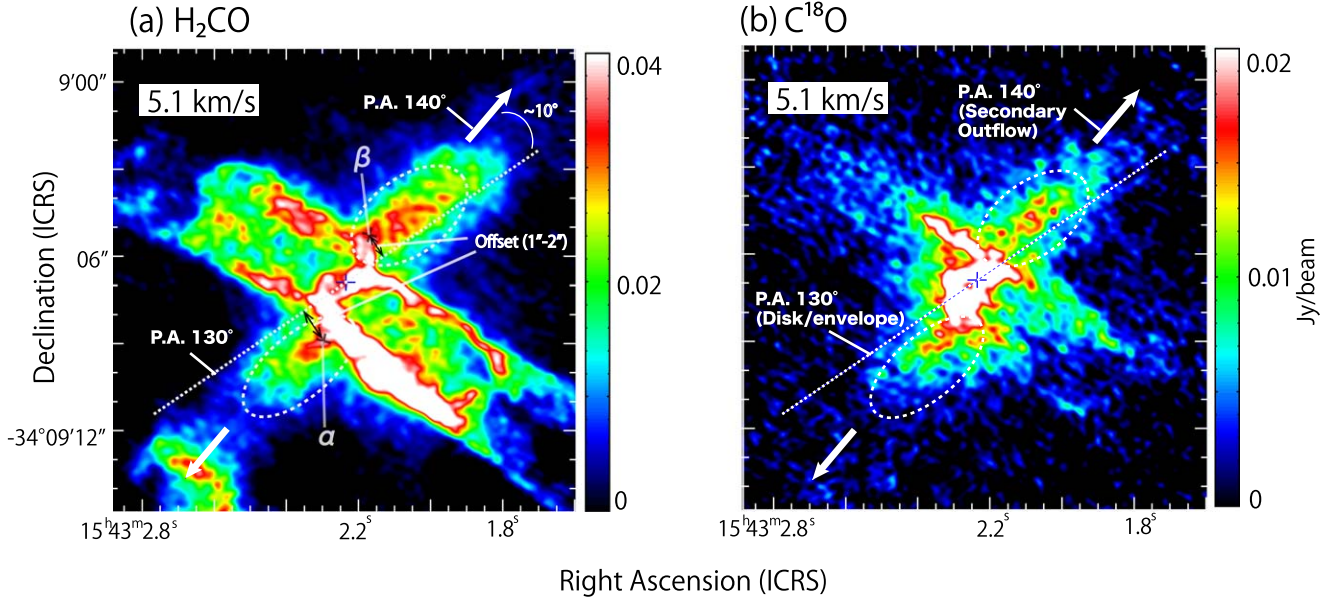 (a) H₂CO
5.1 km/s
9′00″
06″
-34°09′12″
Declination (ICRS)
P.A. 140°
~10°
β
Offset (1″-2″)
P.A. 130°
α
0.04
0.02
0
15ʰ43ᵐ2.8ˢ
2.2ˢ
1.8ˢ
(b) C¹⁸O
5.1 km/s
P.A. 140°
(Secondary
Outflow)
P.A. 130°
(Disk/envelope)
0.02
0.01
0
Jy/beam
15ʰ43ᵐ2.8ˢ
2.2ˢ
1.8ˢ
Right Ascension (ICRS)